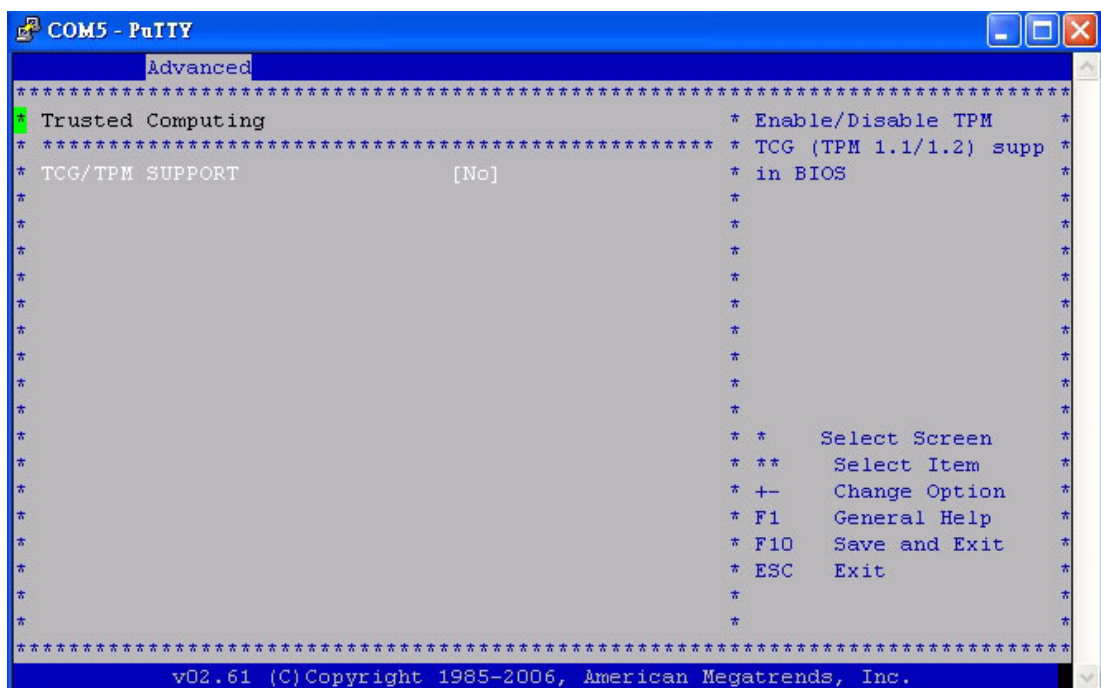 COM5 - PuTTY
Advanced
********************************************************************************
* Trusted Computing * Enable/Disable TPM *
* *************************************************** * TCG (TPM 1.1/1.2) supp *
* TCG/TPM SUPPORT [No] * in BIOS *
* * *
* * *
* * *
* * *
* * *
* * *
* * *
* * *
* * *
* * * Select Screen *
* * ** Select Item *
* * +- Change Option *
* * F1 General Help *
* * F10 Save and Exit *
* * ESC Exit *
* * *
* * *
********************************************************************************
v02.61 (C)Copyright 1985-2006, American Megatrends, Inc.